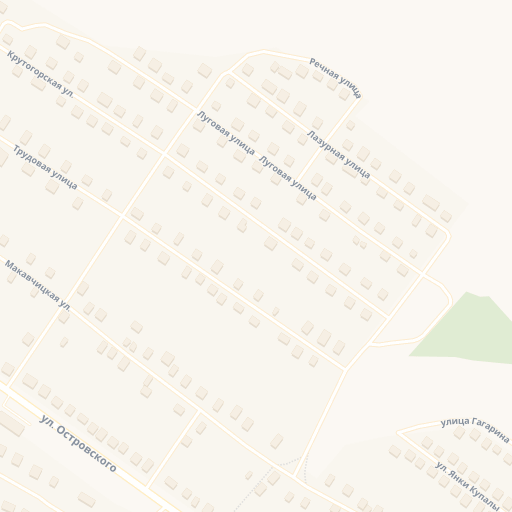 Речная улица
Крутогорская ул.
Луговая улица
Лазурная улица
Луговая улица
Трудовая улица
Макавчицкая ул.
ул. Островского
улица Гагарина
ул. Янки Купалы